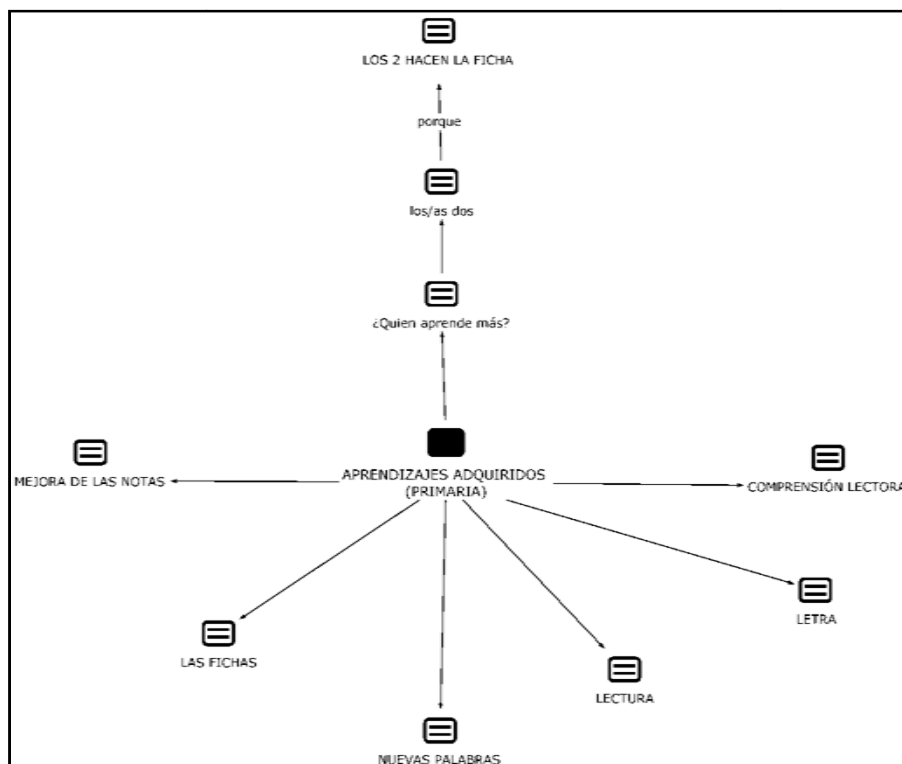 LOS 2 HACEN LA FICHA
porque
los/as dos
¿Quien aprende más?
MEJORA DE LAS NOTAS
APRENDIZAJES ADQUIRIDOS
(PRIMARIA)
COMPRENSIÓN LECTORA
LETRA
LAS FICHAS
LECTURA
NUEVAS PALABRAS